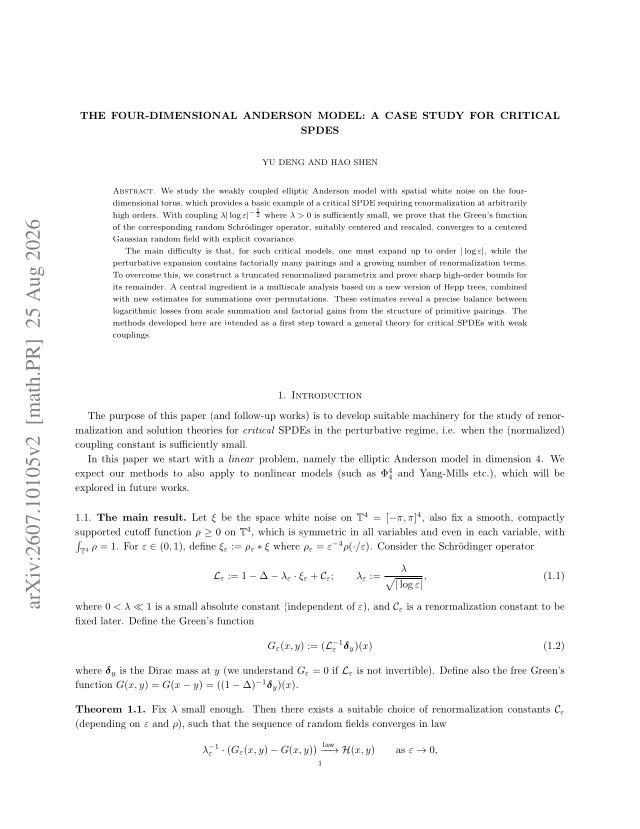 THE FOUR-DIMENSIONAL ANDERSON MODEL: A CASE STUDY FOR CRITICAL
SPDES
YU DENG AND HAO SHEN
ABSTRACT. We study the weakly coupled elliptic Anderson model with spatial white noise on the four-
dimensional torus, which provides a basic example of a critical SPDE requiring renormalization at arbitrarily
high orders. With coupling λ| log ε|^{-1/2} where λ > 0 is sufficiently small, we prove that the Green's function
of the corresponding random Schrödinger operator, suitably centered and rescaled, converges to a centered
Gaussian random field with explicit covariance.
The main difficulty is that, for such critical models, one must expand up to order | log ε|, while the
perturbative expansion contains factorially many pairings and a growing number of renormalization terms.
To overcome this, we construct a truncated renormalized parametrix and prove sharp high-order bounds for
its remainder. A central ingredient is a multiscale analysis based on a new version of Hepp trees, combined
with new estimates for summations over permutations. These estimates reveal a precise balance between
logarithmic losses from scale summation and factorial gains from the structure of primitive pairings. The
methods developed here are intended as a first step toward a general theory for critical SPDEs with weak
couplings.
1. INTRODUCTION
The purpose of this paper (and follow-up works) is to develop suitable machinery for the study of renor-
malization and solution theories for critical SPDEs in the perturbative regime, i.e. when the (normalized)
coupling constant is sufficiently small.
In this paper we start with a linear problem, namely the elliptic Anderson model in dimension 4. We
expect our methods to also apply to nonlinear models (such as Φ^4_4 and Yang-Mills etc.), which will be
explored in future works.
1.1. The main result. Let ξ be the space white noise on 𝕋^4 = [−π, π]^4, also fix a smooth, compactly
supported cutoff function ρ ≥ 0 on 𝕋^4, which is symmetric in all variables and even in each variable, with
∫_{𝕋^4} ρ = 1. For ε ∈ (0, 1), define ξ_ε := ρ_ε ∗ ξ where ρ_ε = ε^{−4}ρ(·/ε). Consider the Schrödinger operator
ℒ_ε := 1 − Δ − λ_ε · ξ_ε + 𝒞_ε; λ_ε := λ/√|log ε|, (1.1)
where 0 < λ ≪ 1 is a small absolute constant (independent of ε), and 𝒞_ε is a renormalization constant to be
fixed later. Define the Green's function
G_ε(x, y) := (ℒ_ε^{−1}δ_y)(x) (1.2)
where δ_y is the Dirac mass at y (we understand G_ε = 0 if ℒ_ε is not invertible). Define also the free Green's
function G(x, y) = G(x − y) = ((1 − Δ)^{−1}δ_y)(x).
Theorem 1.1. Fix λ small enough. Then there exists a suitable choice of renormalization constants 𝒞_ε
(depending on ε and ρ), such that the sequence of random fields converges in law
λ_ε^{−1} · (G_ε(x, y) − G(x, y)) \xrightarrow{law} ℋ(x, y) as ε → 0,
1
arXiv:2607.10105v2 [math.PR] 25 Aug 2026